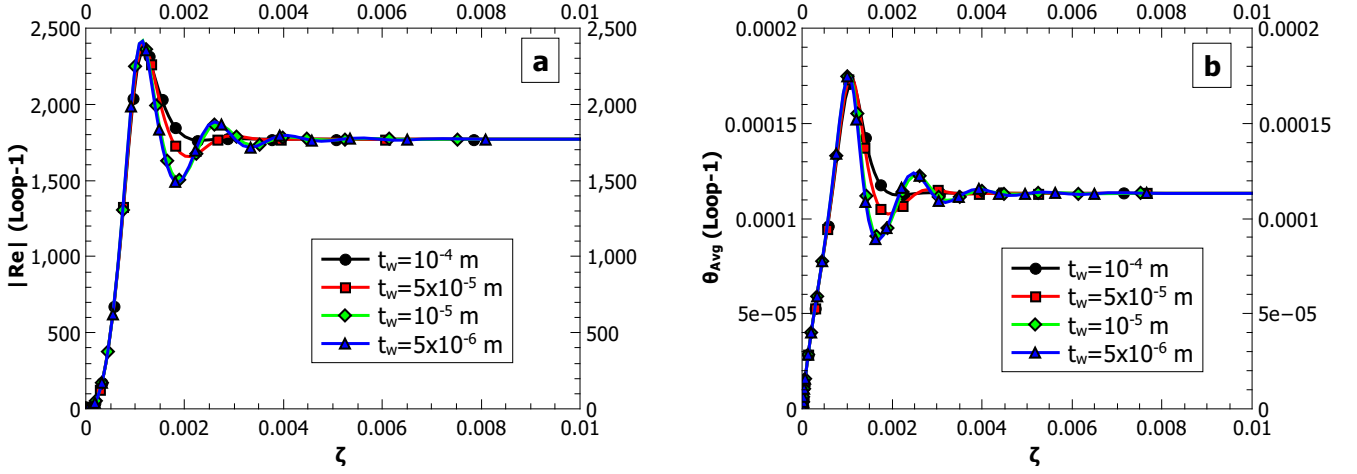 0 0.002 0.004 0.006 0.008 0.01
2,500 2,500
a
2,000 2,000
1,500 1,500
1,000 1,000
500 500
0 0
|Re| (Loop-1)
t_w=10^-4 m
t_w=5x10^-5 m
t_w=10^-5 m
t_w=5x10^-6 m
0 0.002 0.004 0.006 0.008 0.01
ζ
0 0.002 0.004 0.006 0.008 0.01
0.0002 0.0002
b
0.00015 0.00015
0.0001 0.0001
5e−05 5e−05
0 0
θ_Avg (Loop-1)
t_w=10^-4 m
t_w=5x10^-5 m
t_w=10^-5 m
t_w=5x10^-6 m
0 0.002 0.004 0.006 0.008 0.01
ζ